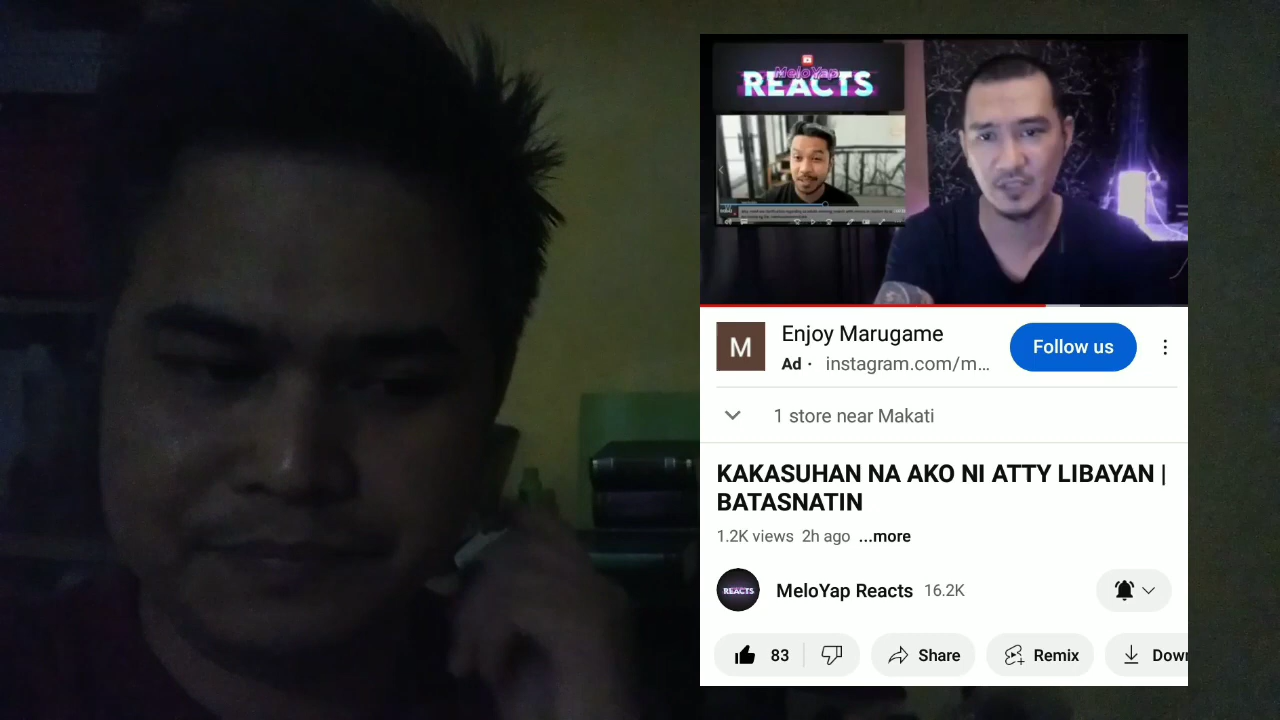 MeloYap
REACTS
M
Enjoy Marugame
Ad · instagram.com/m...
Follow us
1 store near Makati
KAKASUHAN NA AKO NI ATTY LIBAYAN |
BATASNATIN
1.2K views 2h ago ...more
REACTS
MeloYap Reacts 16.2K
83
Share
Remix
Dow